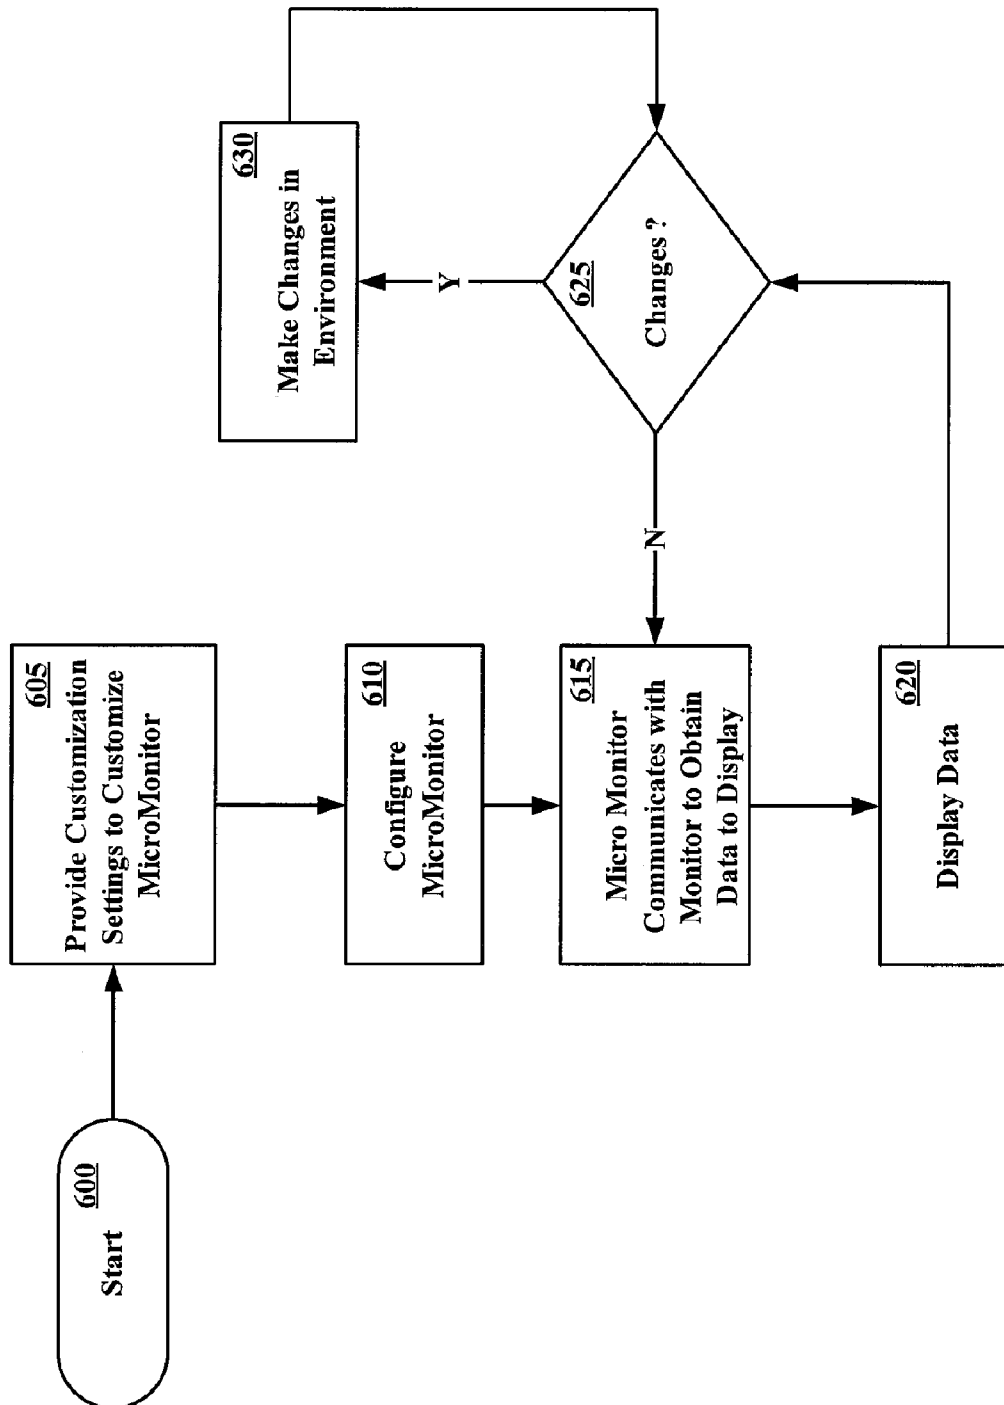 600
Start
605
Provide Customization
Settings to Customize
MicroMonitor
610
Configure
MicroMonitor
615
Micro Monitor
Communicates with
Monitor to Obtain
Data to Display
620
Display Data
625
Changes ?
N
Y
630
Make Changes in
Environment